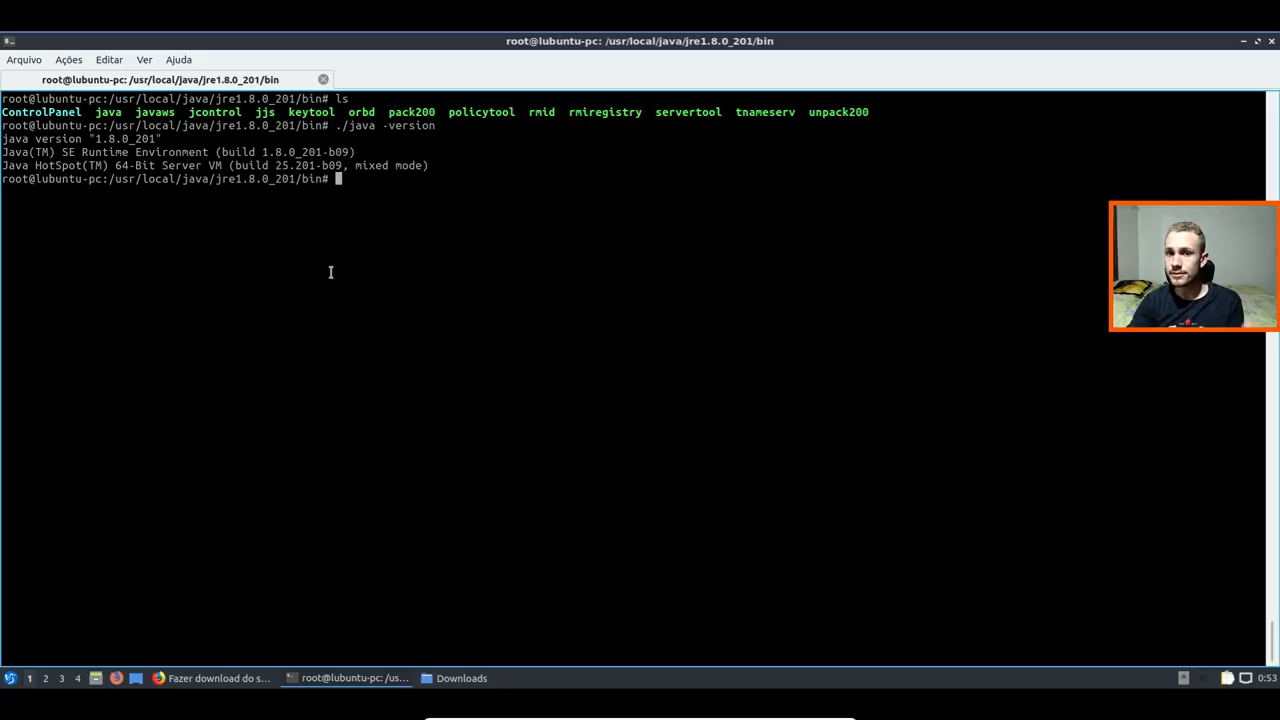 root@lubuntu-pc: /usr/local/java/jre1.8.0_201/bin
Arquivo Ações Editar Ver Ajuda
root@lubuntu-pc: /usr/local/java/jre1.8.0_201/bin
root@lubuntu-pc:/usr/local/java/jre1.8.0_201/bin# ls
ControlPanel java javaws jcontrol jjs keytool orbd pack200 policytool rmid rmiregistry servertool tnameserv unpack200
root@lubuntu-pc:/usr/local/java/jre1.8.0_201/bin# ./java -version
java version "1.8.0_201"
Java(TM) SE Runtime Environment (build 1.8.0_201-b09)
Java HotSpot(TM) 64-Bit Server VM (build 25.201-b09, mixed mode)
root@lubuntu-pc:/usr/local/java/jre1.8.0_201/bin#
1 2 3 4 Fazer download do s... root@lubuntu-pc: /us... Downloads 0:53